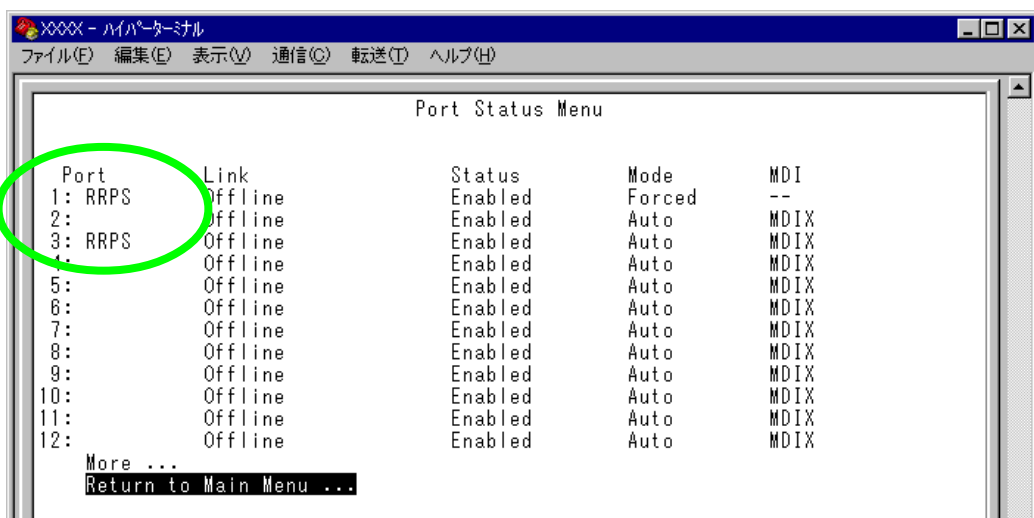 XXXX - ハイパーターミナル
ファイル(F) 編集(E) 表示(V) 通信(C) 転送(T) ヘルプ(H)
Port Status Menu
Port Link Status Mode MDI
1: RRPS Offline Enabled Forced --
2: Offline Enabled Auto MDIX
3: RRPS Offline Enabled Auto MDIX
4: Offline Enabled Auto MDIX
5: Offline Enabled Auto MDIX
6: Offline Enabled Auto MDIX
7: Offline Enabled Auto MDIX
8: Offline Enabled Auto MDIX
9: Offline Enabled Auto MDIX
10: Offline Enabled Auto MDIX
11: Offline Enabled Auto MDIX
12: Offline Enabled Auto MDIX
More ...
Return to Main Menu ...